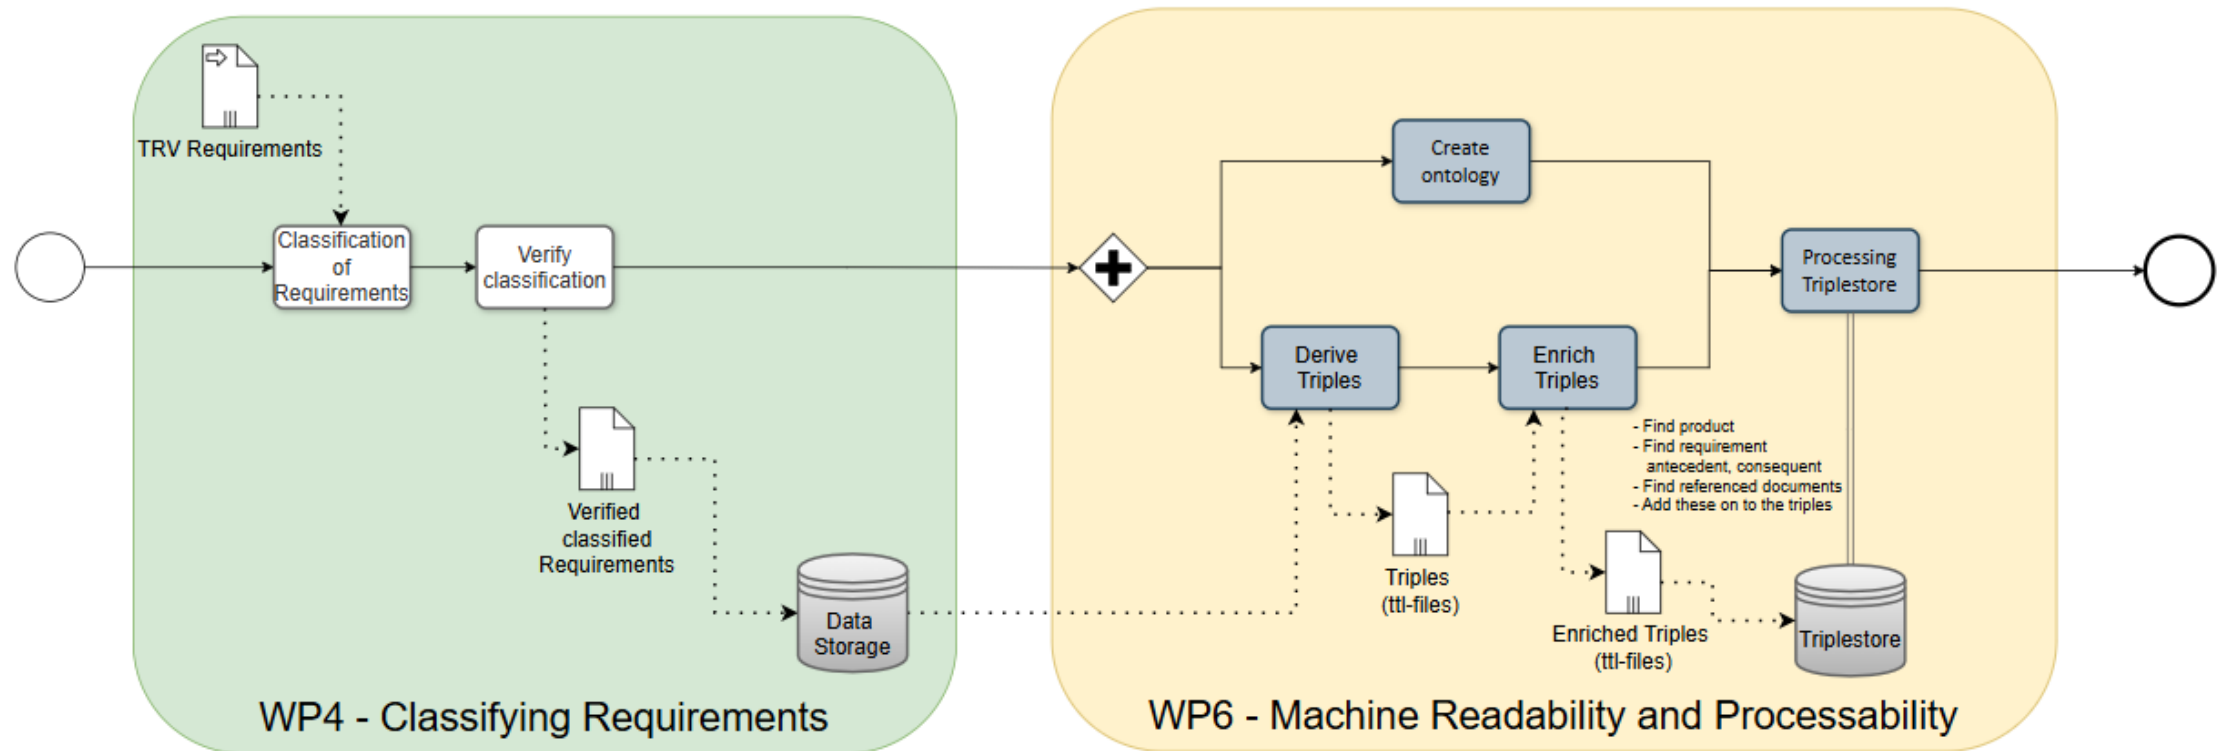 TRV Requirements
Classification
of
Requirements
Verify
classification
Verified
classified
Requirements
Data
Storage
WP4 - Classifying Requirements
Create
ontology
Derive
Triples
Enrich
Triples
Processing
Triplestore
- Find product
- Find requirement
antecedent, consequent
- Find referenced documents
- Add these on to the triples
Triples
(ttl-files)
Enriched Triples
(ttl-files)
Triplestore
WP6 - Machine Readability and Processability